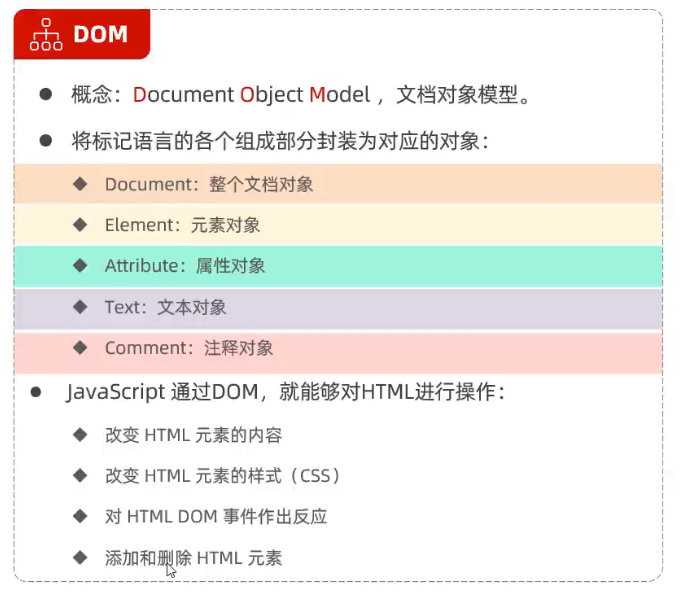 DOM
概念：Document Object Model ，文档对象模型。
将标记语言的各个组成部分封装为对应的对象：
Document：整个文档对象
Element：元素对象
Attribute：属性对象
Text：文本对象
Comment：注释对象
JavaScript 通过DOM，就能够对HTML进行操作：
改变 HTML 元素的内容
改变 HTML 元素的样式（CSS）
对 HTML DOM 事件作出反应
添加和删除 HTML 元素